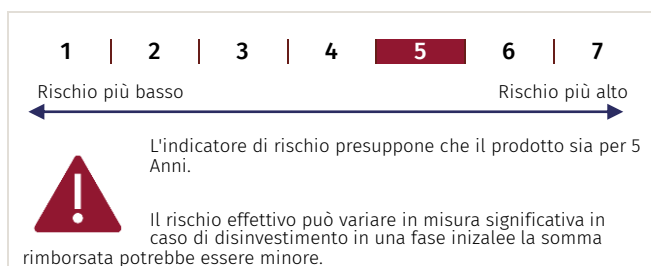 1 2 3 4 5 6 7
Rischio più basso Rischio più alto
L'indicatore di rischio presuppone che il prodotto sia per 5
Anni.
Il rischio effettivo può variare in misura significativa in
caso di disinvestimento in una fase inizalee la somma
rimborsata potrebbe essere minore.